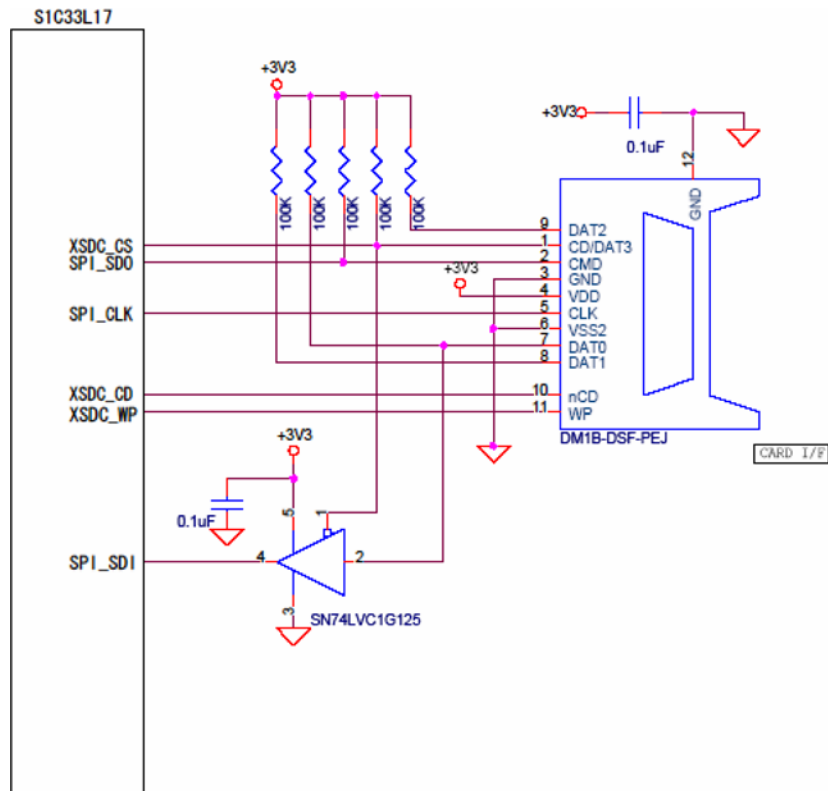 S1C33L17
+3V3
+3V3
0.1uF
12
GND
100K
100K
100K
100K
100K
XSDC_CS
SPI_SDO
SPI_CLK
XSDC_CD
XSDC_WP
+3V3
9 DAT2
1 CD/DAT3
2 CMD
3 GND
4 VDD
5 CLK
6 VSS2
7 DAT0
8 DAT1
10 nCD
11 WP
DM1B-DSF-PEJ
CARD I/F
+3V3
0.1uF
5
1
SPI_SDI
4
2
3
SN74LVC1G125